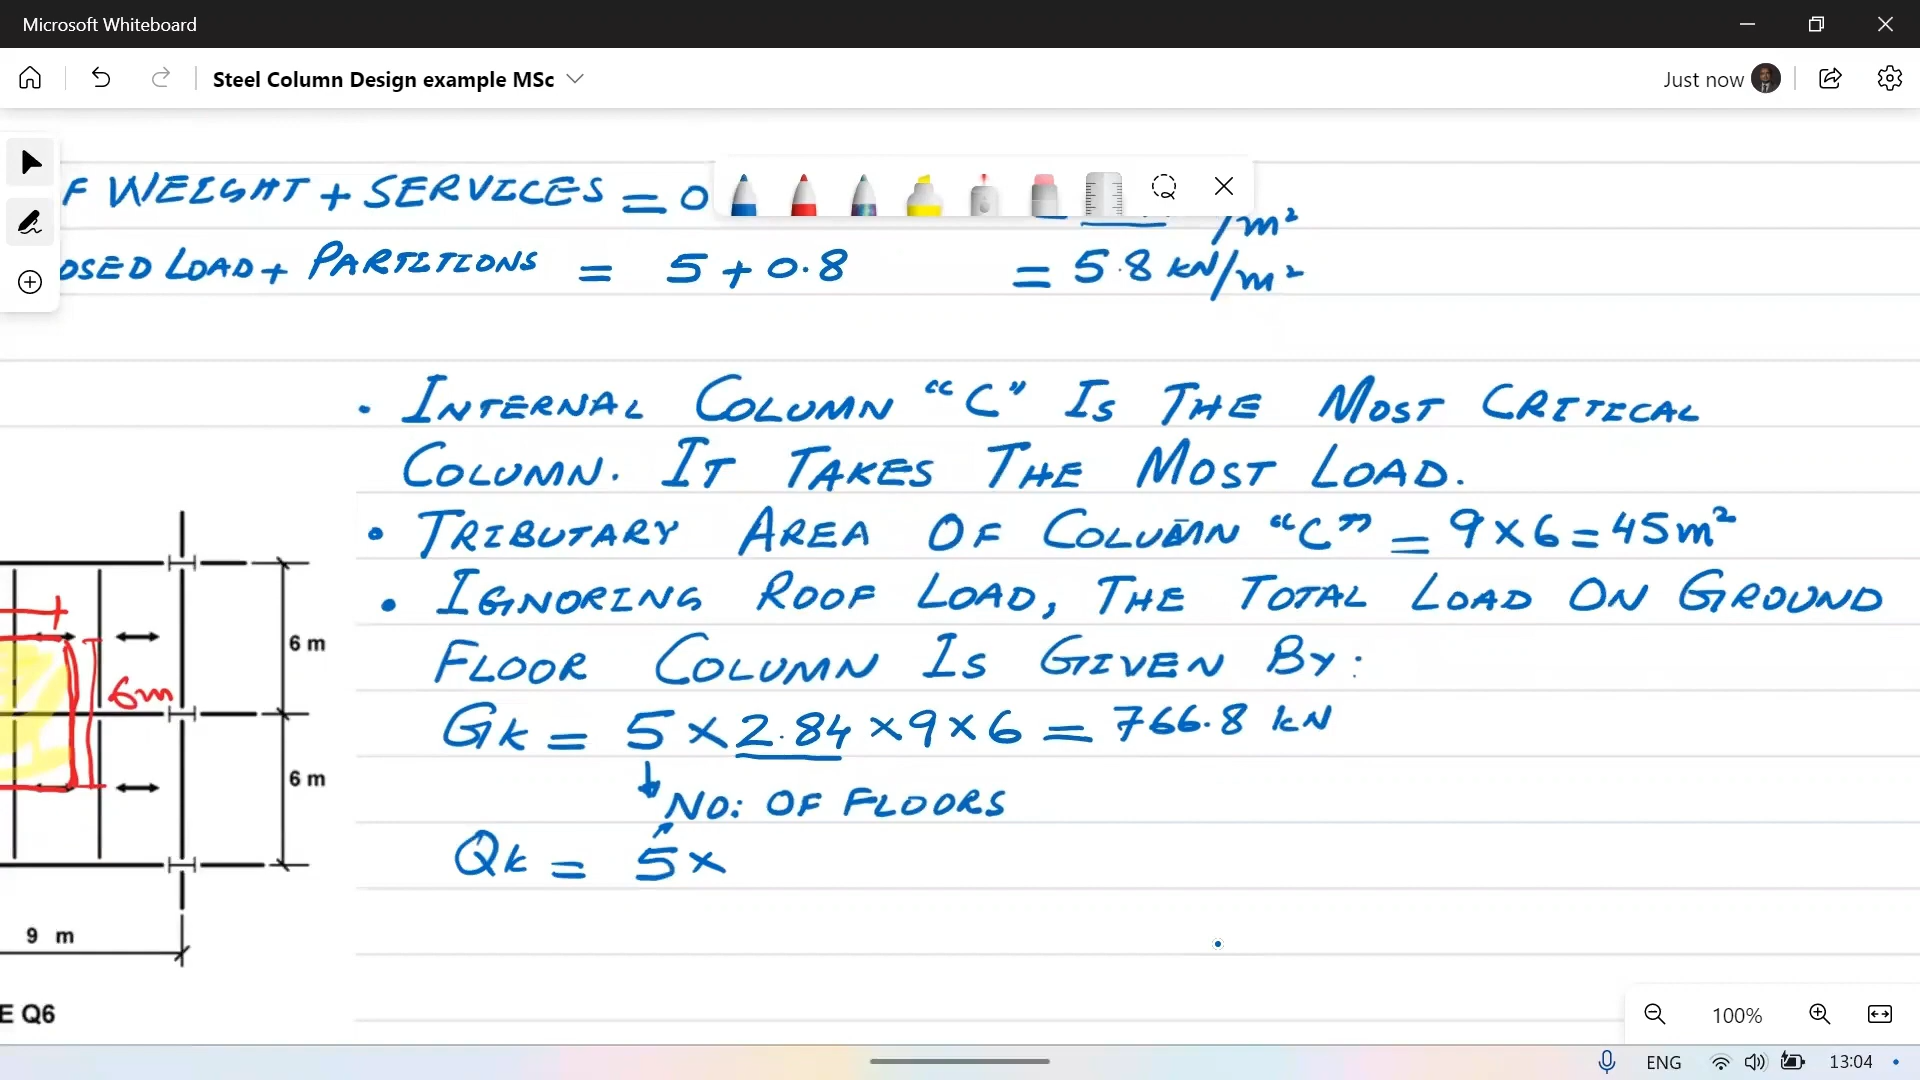 Microsoft Whiteboard
Steel Column Design example MSc
Just now
F WEIGHT + SERVICES = 0
/m²
OSED LOAD + PARTITIONS = 5 + 0.8 = 5.8 kN/m²
• INTERNAL COLUMN "C" IS THE MOST CRITICAL
COLUMN. IT TAKES THE MOST LOAD.
• TRIBUTARY AREA OF COLUMN "C" = 9 × 6 = 45m²
• IGNORING ROOF LOAD, THE TOTAL LOAD ON GROUND
FLOOR COLUMN IS GIVEN BY:
Gk = 5 × 2.84 × 9 × 6 = 766.8 kN
NO: OF FLOORS
Qk = 5 ×
6 m
6m
6 m
9 m
E Q6
100%
ENG
13:04